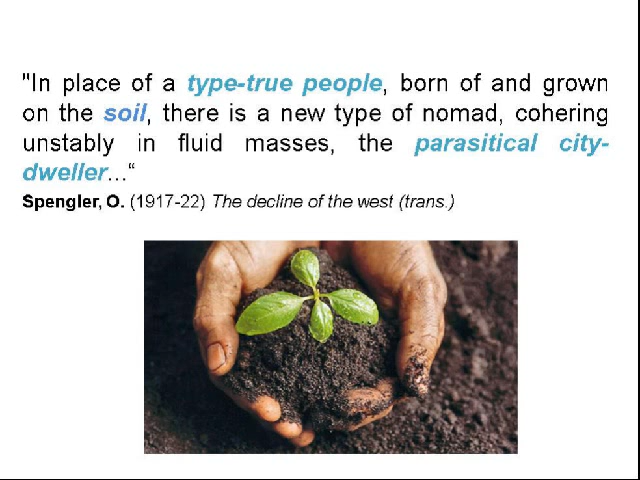 "In place of a type-true people, born of and grown
on the soil, there is a new type of nomad, cohering
unstably in fluid masses, the parasitical city-
dweller...“
Spengler, O. (1917-22) The decline of the west (trans.)